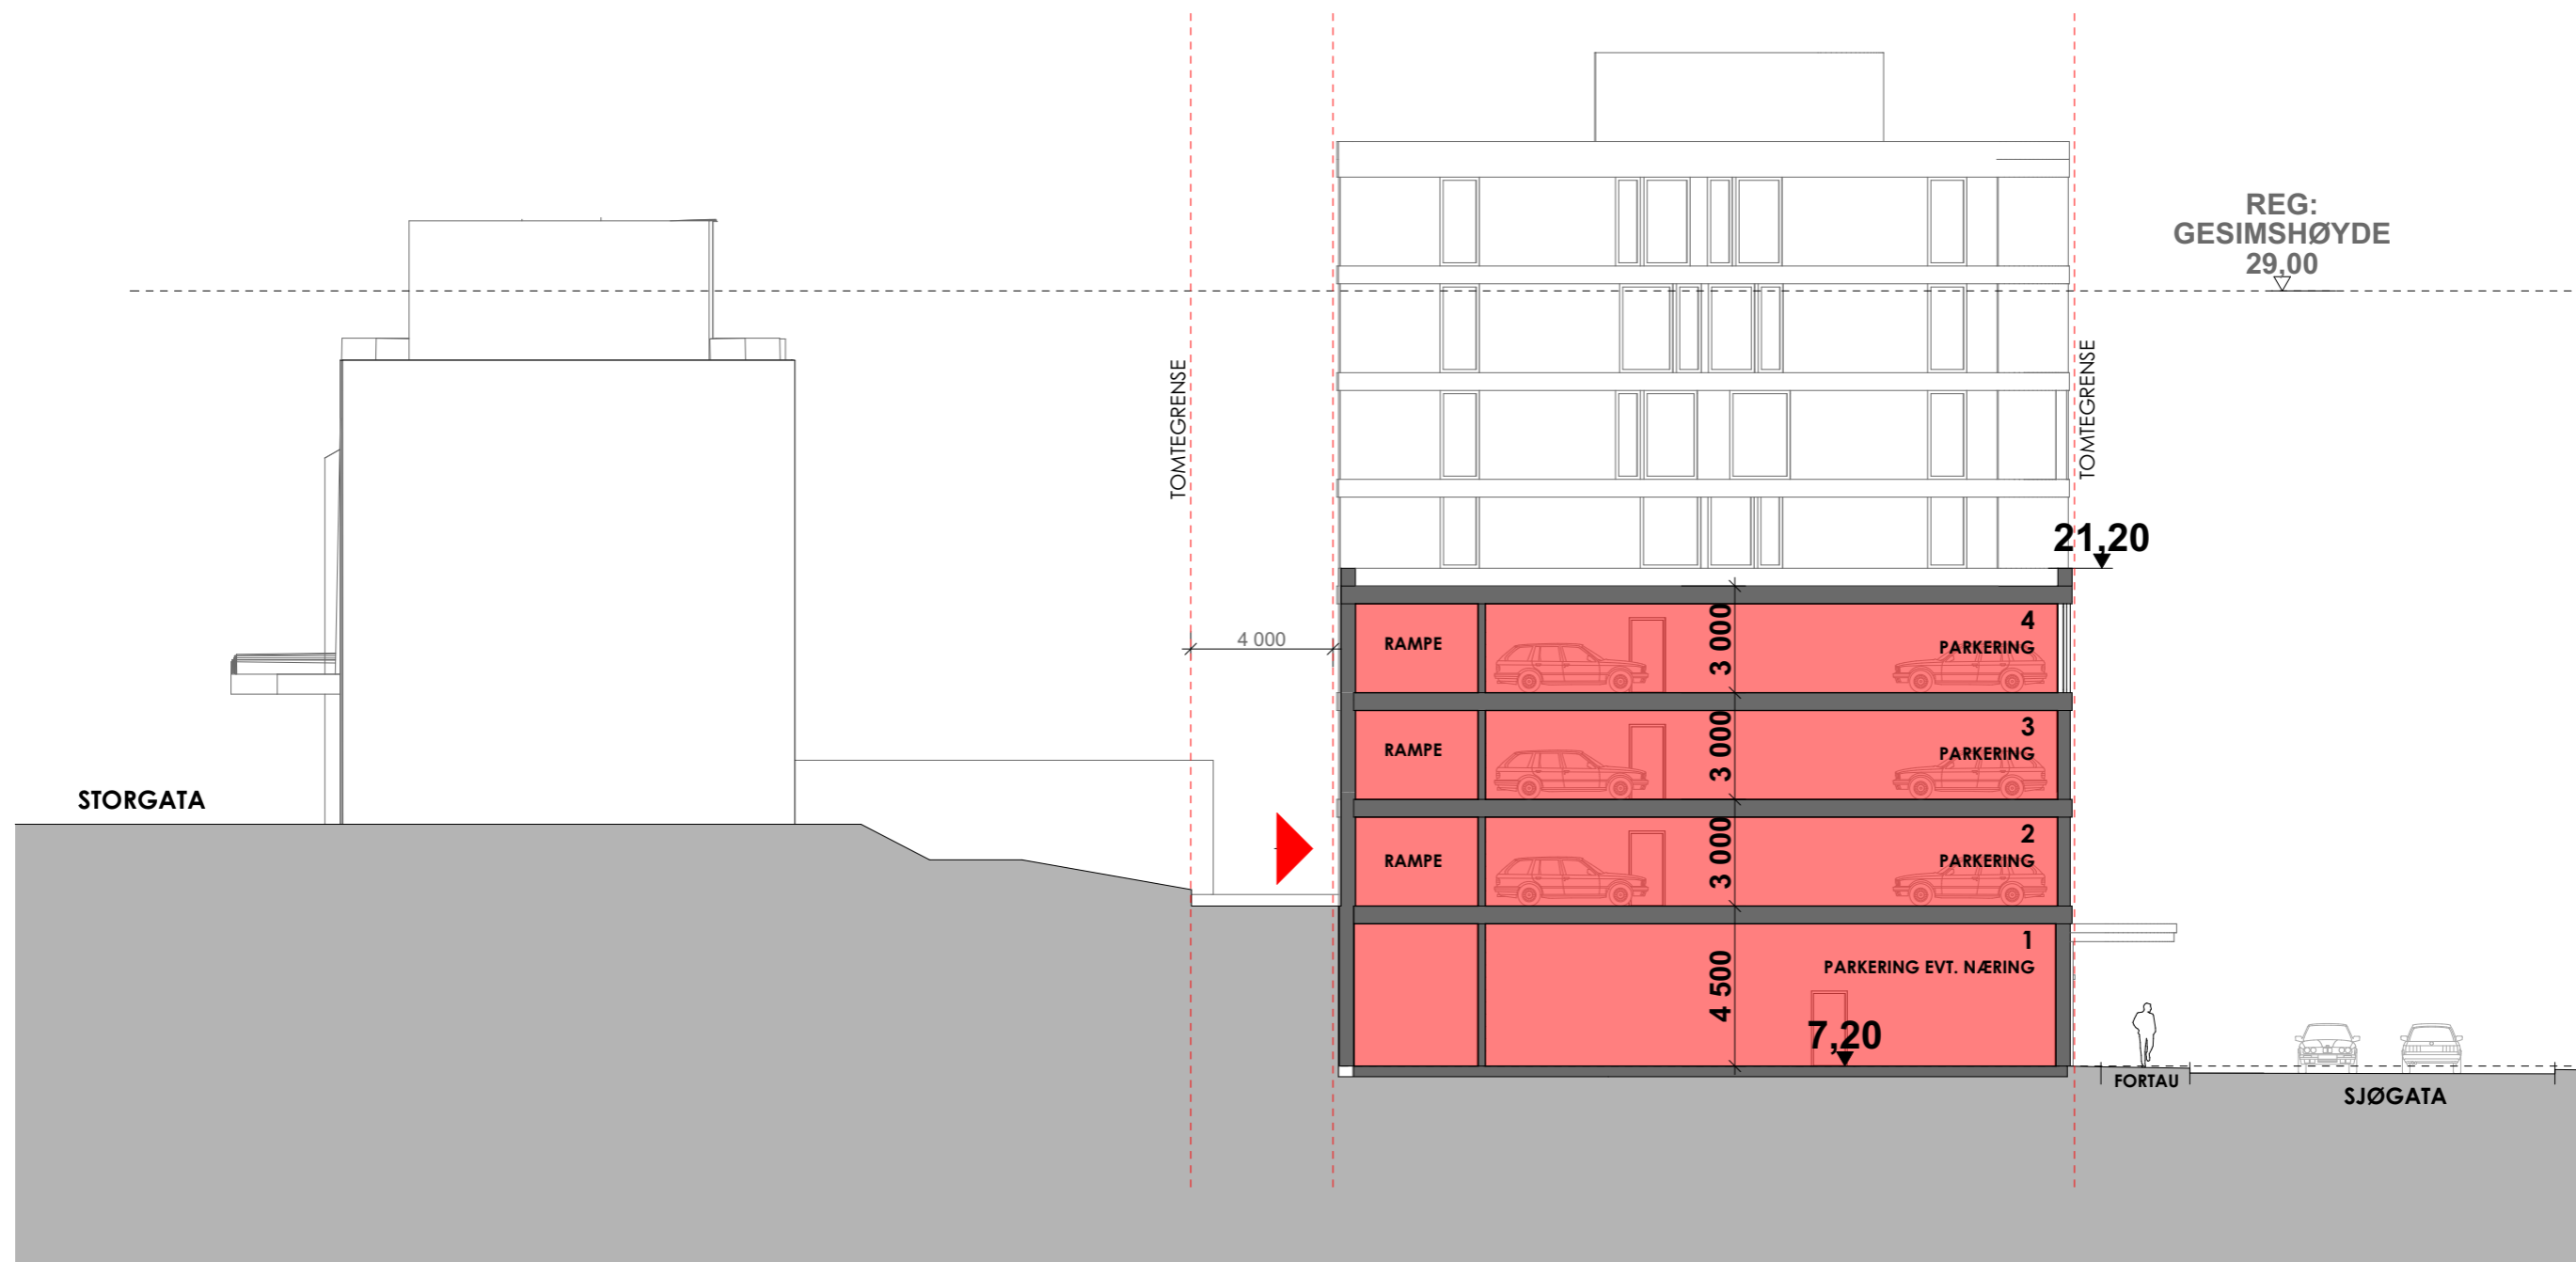 REG:
GESIMSHØYDE
29,00
TOMTEGRENSE
TOMTEGRENSE
21,20
4 000
RAMPE
3 000
4
PARKERING
RAMPE
3 000
3
PARKERING
STORGATA
RAMPE
3 000
2
PARKERING
1
PARKERING EVT. NÆRING
4 500
7,20
FORTAU
SJØGATA